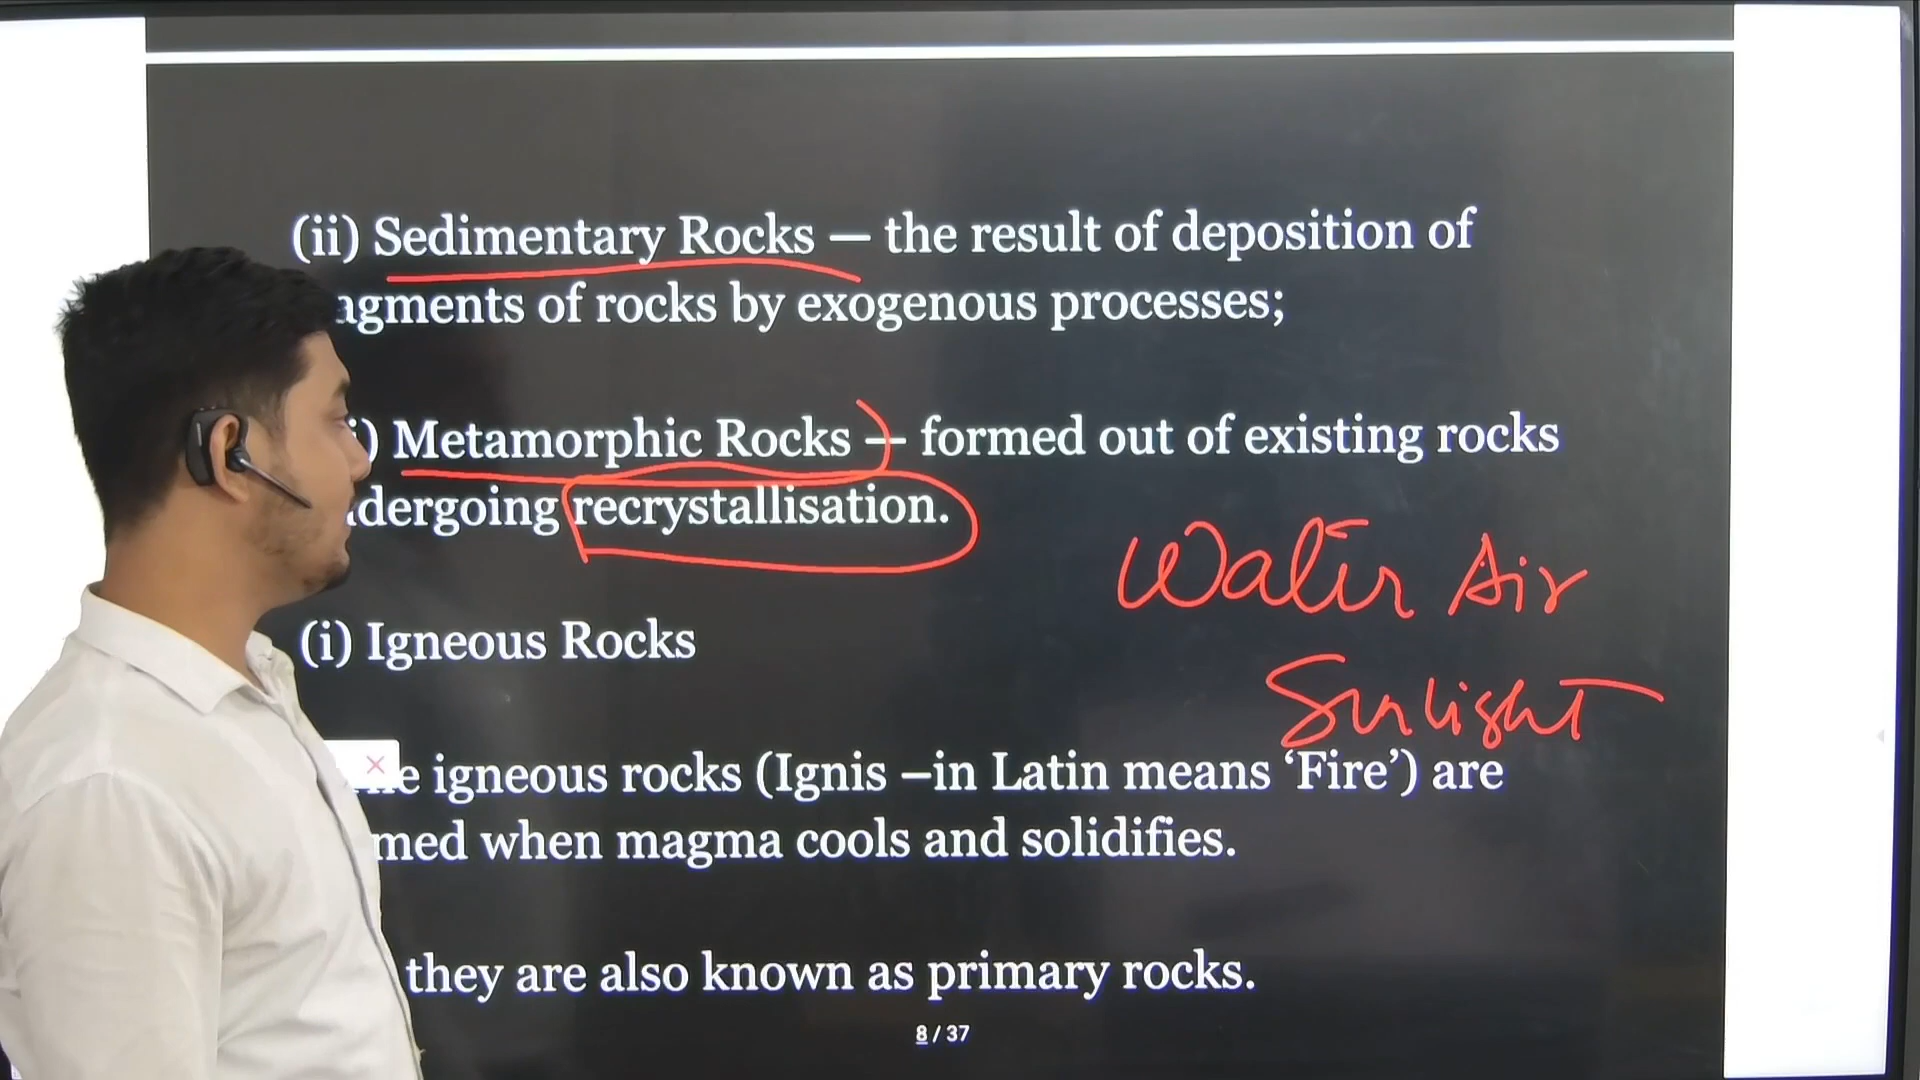 (ii) Sedimentary Rocks — the result of deposition of
agments of rocks by exogenous processes;
i) Metamorphic Rocks — formed out of existing rocks
dergoing recrystallisation.
Water Air
Sunlight
(i) Igneous Rocks
e igneous rocks (Ignis –in Latin means ‘Fire’) are
med when magma cools and solidifies.
they are also known as primary rocks.
8 / 37